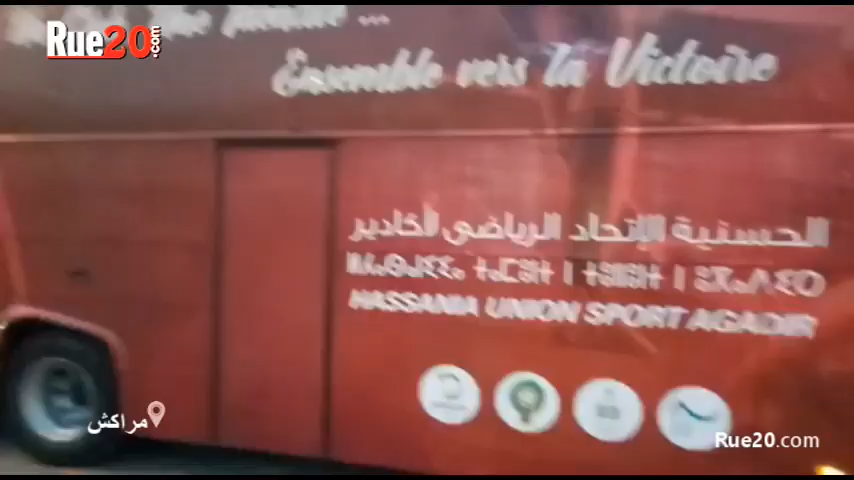 Rue20.com
...
Ensemble vers la Victoire
الحسنية الإتحاد الرياضي لأكادير
HASSANIA UNION SPORT AGADIR
مراكش
Rue20.com